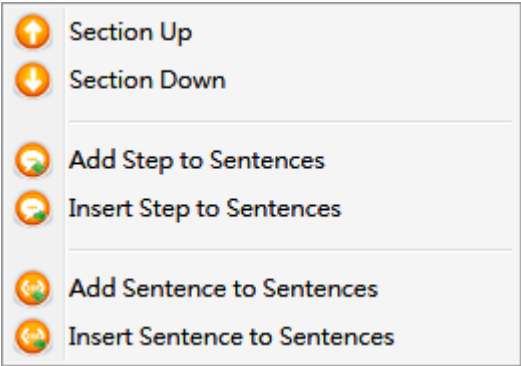 Section Up
Section Down
Add Step to Sentences
Insert Step to Sentences
Add Sentence to Sentences
Insert Sentence to Sentences